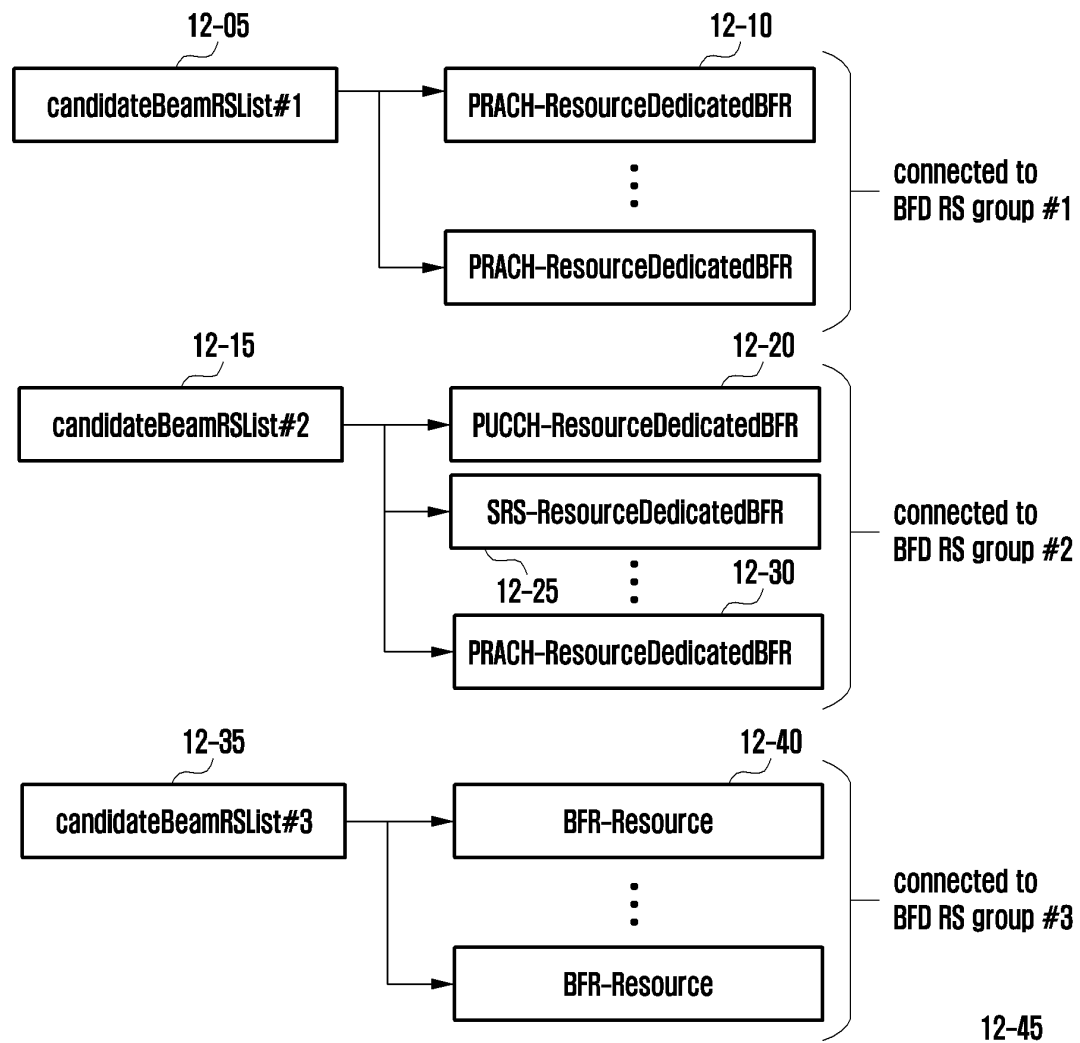 12-05
12-10
candidateBeamRSList#1
PRACH-ResourceDedicatedBFR
connected to
BFD RS group #1
PRACH-ResourceDedicatedBFR
12-15
12-20
candidateBeamRSList#2
PUCCH-ResourceDedicatedBFR
SRS-ResourceDedicatedBFR
connected to
BFD RS group #2
12-25
12-30
PRACH-ResourceDedicatedBFR
12-35
12-40
candidateBeamRSList#3
BFR-Resource
connected to
BFD RS group #3
BFR-Resource
12-45